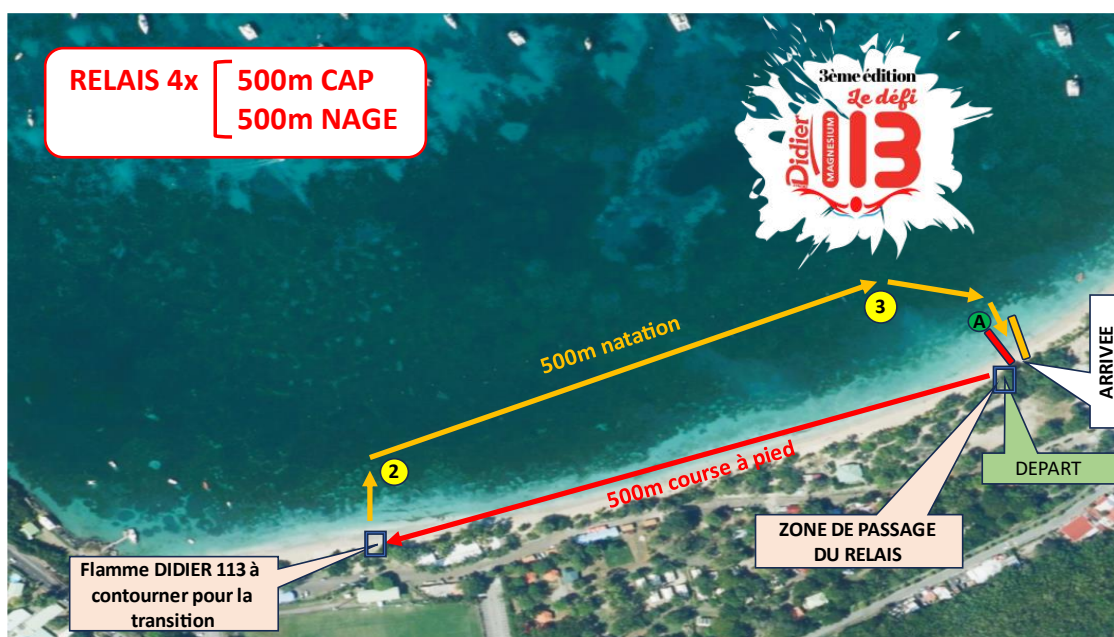 RELAIS 4x
500m CAP
500m NAGE
3ème édition
Le défi
Didier
MAGNESIUM
113
3
A
500m natation
ARRIVEE
2
500m course à pied
DEPART
ZONE DE PASSAGE
DU RELAIS
Flamme DIDIER 113 à
contourner pour la
transition